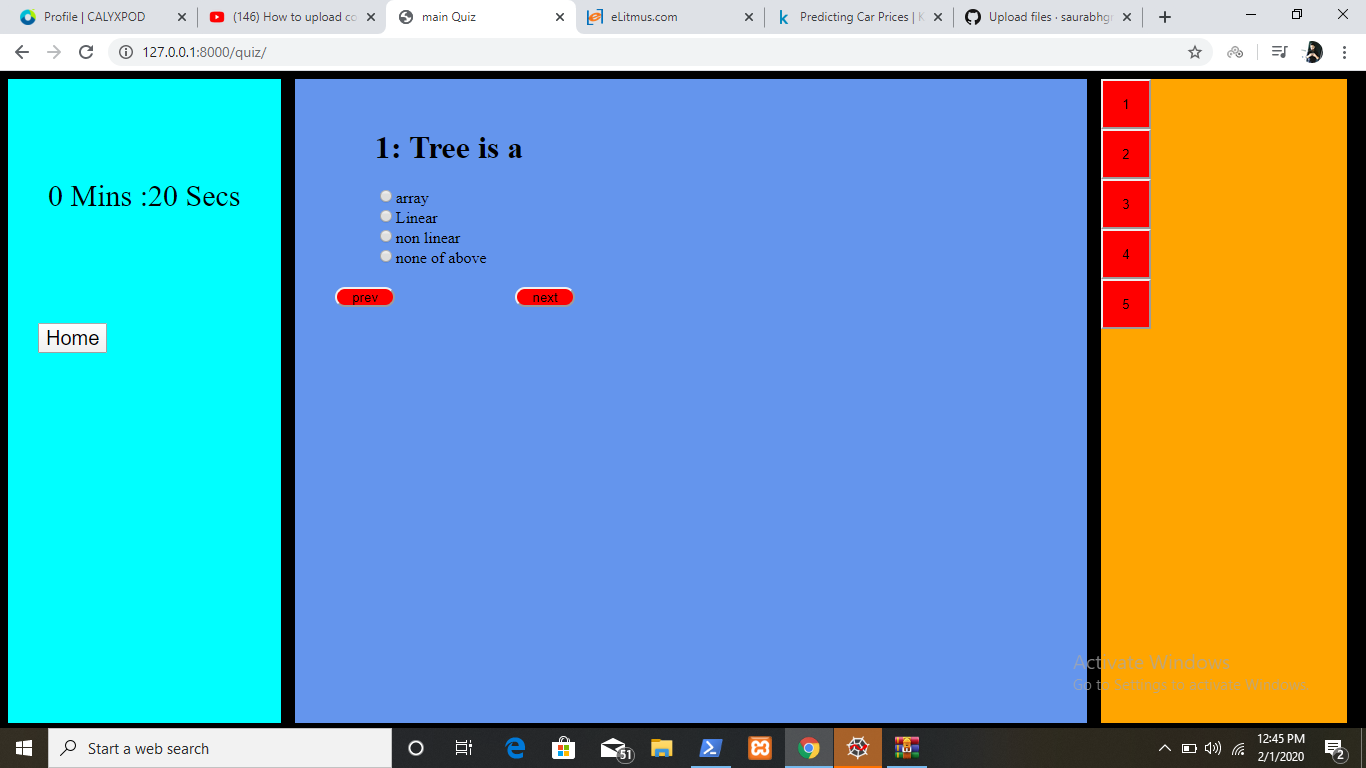 Profile | CALYXPOD
(146) How to upload co
main Quiz
eLitmus.com
Predicting Car Prices | K
Upload files · saurabhgr
127.0.0.1:8000/quiz/
0 Mins :20 Secs
Home
1: Tree is a
array
Linear
non linear
none of above
prev next
1
2
3
4
5
Activate Windows
Go to Settings to activate Windows.
Start a web search
51
12:45 PM
2/1/2020
2